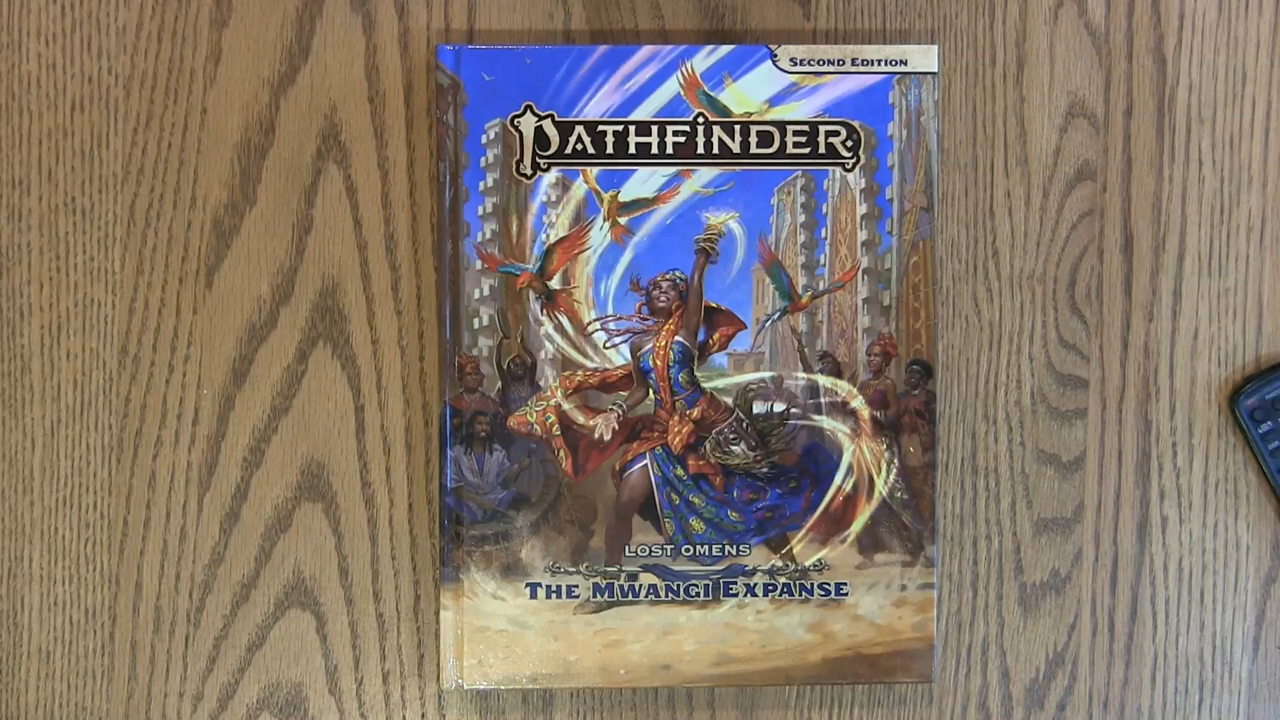 SECOND EDITION
PATHFINDER
LOST OMENS
THE MWANGI EXPANSE